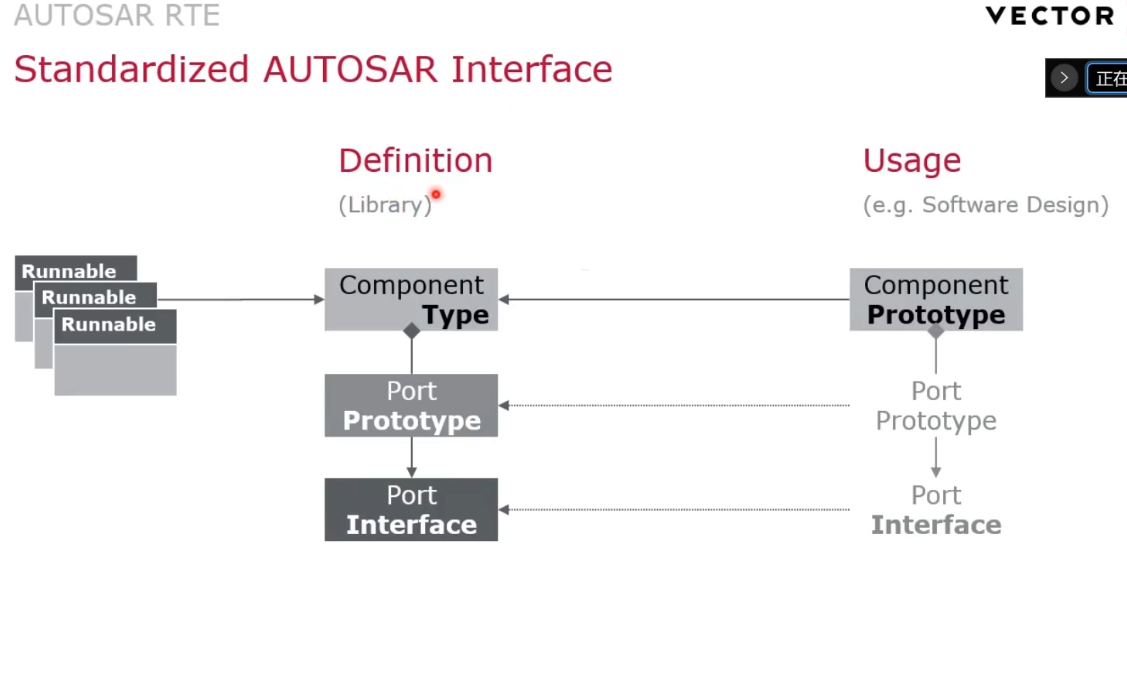 AUTOSAR RTE
VECTOR
Standardized AUTOSAR Interface
正在
Definition
Usage
(Library)
(e.g. Software Design)
Runnable
Runnable
Runnable
Component
Type
Component
Prototype
Port
Prototype
Port
Prototype
Port
Interface
Port
Interface